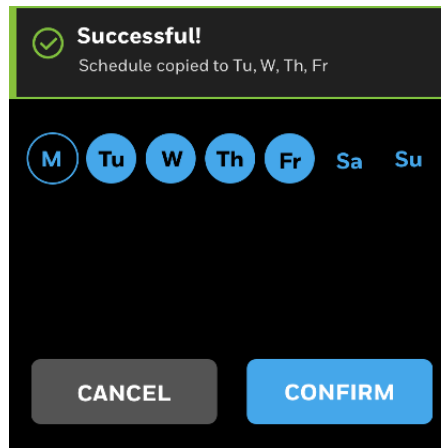 Successful!
Schedule copied to Tu, W, Th, Fr
M Tu W Th Fr Sa Su
CANCEL CONFIRM